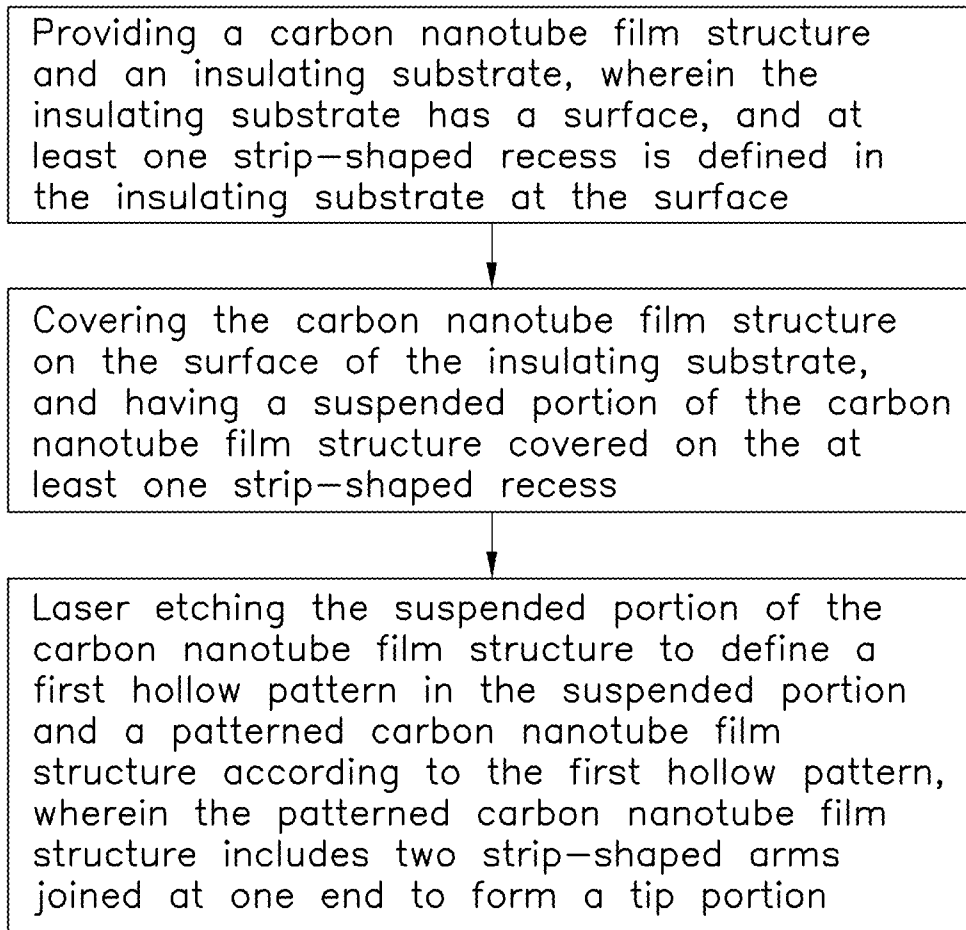 Providing a carbon nanotube film structure
and an insulating substrate, wherein the
insulating substrate has a surface, and at
least one strip-shaped recess is defined in
the insulating substrate at the surface
Covering the carbon nanotube film structure
on the surface of the insulating substrate,
and having a suspended portion of the carbon
nanotube film structure covered on the at
least one strip-shaped recess
Laser etching the suspended portion of the
carbon nanotube film structure to define a
first hollow pattern in the suspended portion
and a patterned carbon nanotube film
structure according to the first hollow pattern,
wherein the patterned carbon nanotube film
structure includes two strip-shaped arms
joined at one end to form a tip portion